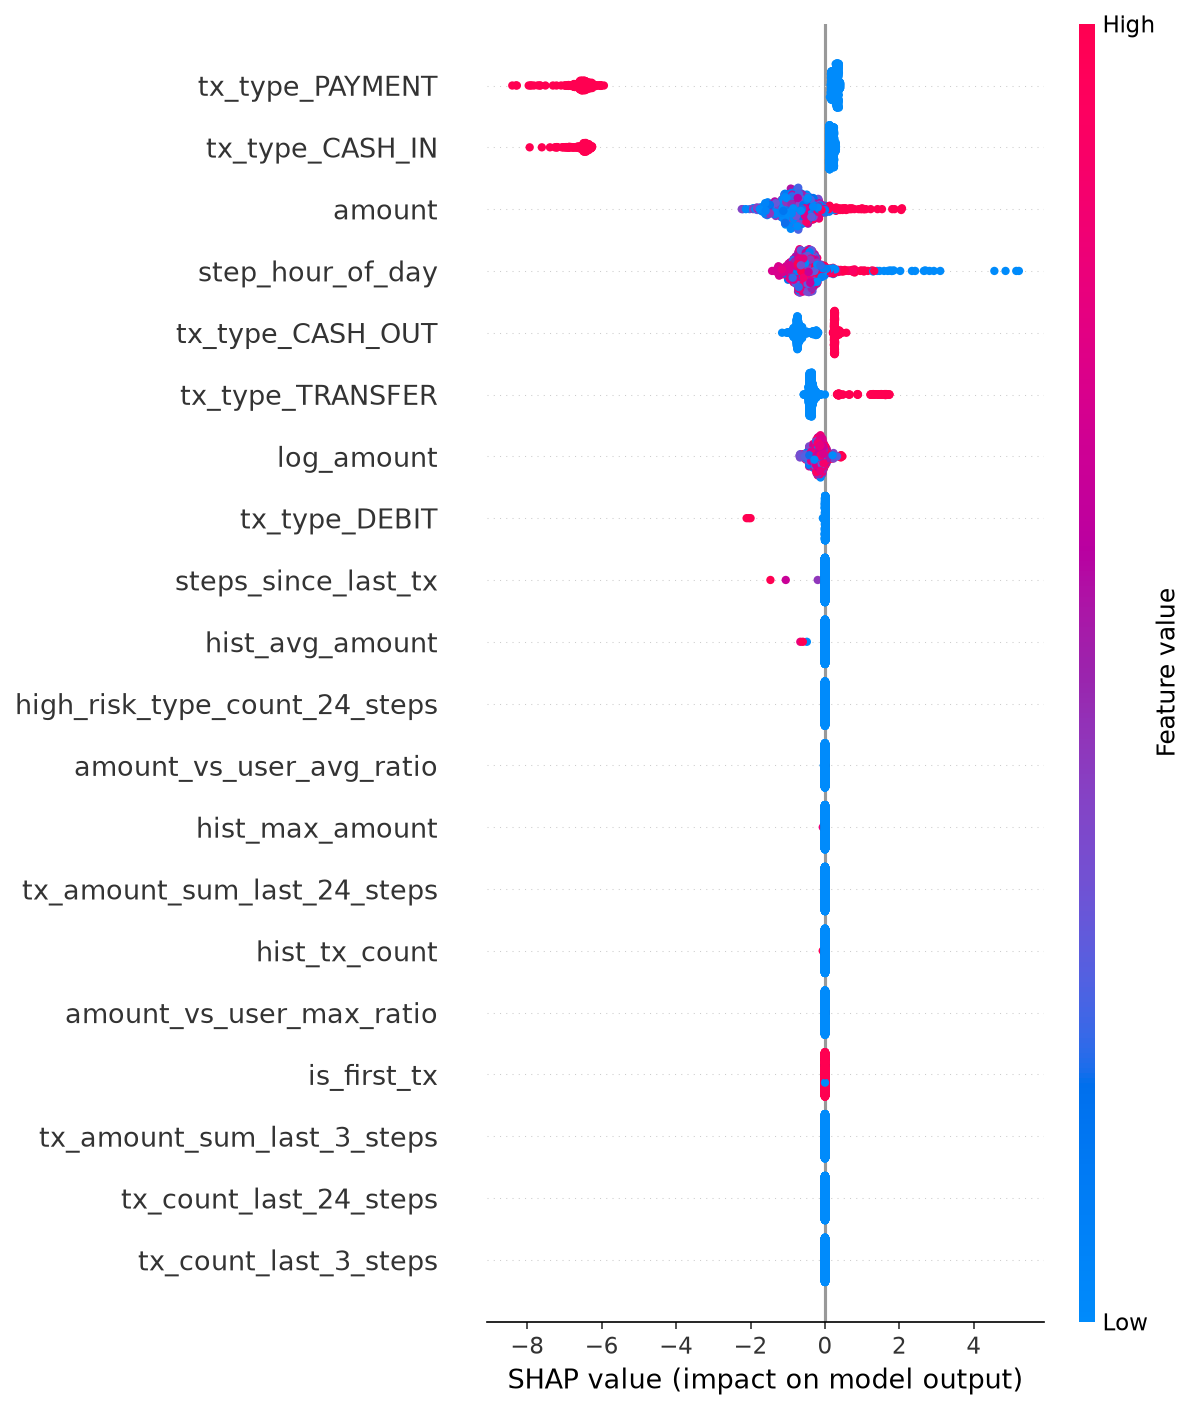 High
tx_type_PAYMENT
tx_type_CASH_IN
amount
step_hour_of_day
tx_type_CASH_OUT
tx_type_TRANSFER
log_amount
tx_type_DEBIT
steps_since_last_tx
hist_avg_amount
high_risk_type_count_24_steps
amount_vs_user_avg_ratio
hist_max_amount
tx_amount_sum_last_24_steps
hist_tx_count
amount_vs_user_max_ratio
is_first_tx
tx_amount_sum_last_3_steps
tx_count_last_24_steps
tx_count_last_3_steps
Feature value
Low
−8 −6 −4 −2 0 2 4
SHAP value (impact on model output)